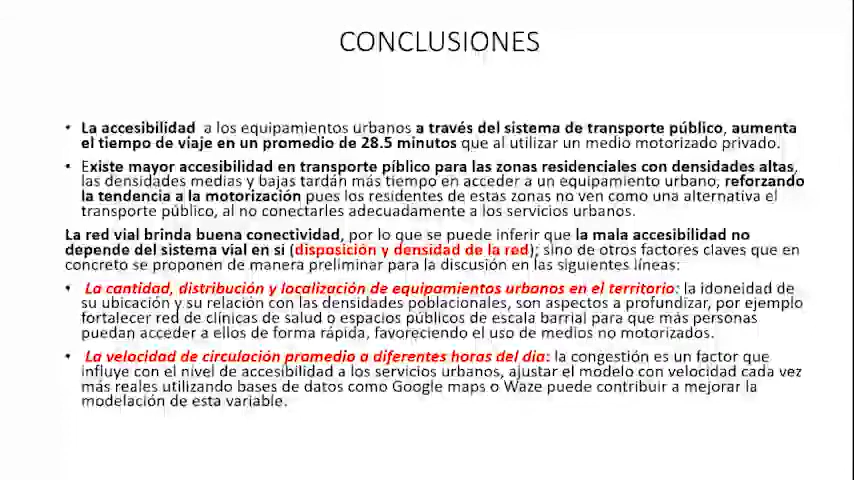 CONCLUSIONES
• La accesibilidad a los equipamientos urbanos a través del sistema de transporte público, aumenta
el tiempo de viaje en un promedio de 28.5 minutos que al utilizar un medio motorizado privado.
• Existe mayor accesibilidad en transporte píblico para las zonas residenciales con densidades altas,
las densidades medias y bajas tardán más tiempo en acceder a un equipamiento urbano, reforzando
la tendencia a la motorización pues los residentes de estas zonas no ven como una alternativa el
transporte público, al no conectarles adecuadamente a los servicios urbanos.
La red vial brinda buena conectividad, por lo que se puede inferir que la mala accesibilidad no
depende del sistema vial en si (disposición y densidad de la red); sino de otros factores claves que en
concreto se proponen de manera preliminar para la discusión en las siguientes líneas:
• La cantidad, distribución y localización de equipamientos urbanos en el territorio: la idoneidad de
su ubicación y su relación con las densidades poblacionales, son aspectos a profundizar, por ejemplo
fortalecer red de clínicas de salud o espacios públicos de escala barrial para que más personas
puedan acceder a ellos de forma rápida, favoreciendo el uso de medios no motorizados.
• La velocidad de circulación promedio a diferentes horas del dia: la congestión es un factor que
influye con el nivel de accesibilidad a los servicios urbanos, ajustar el modelo con velocidad cada vez
más reales utilizando bases de datos como Google maps o Waze puede contribuir a mejorar la
modelación de esta variable.